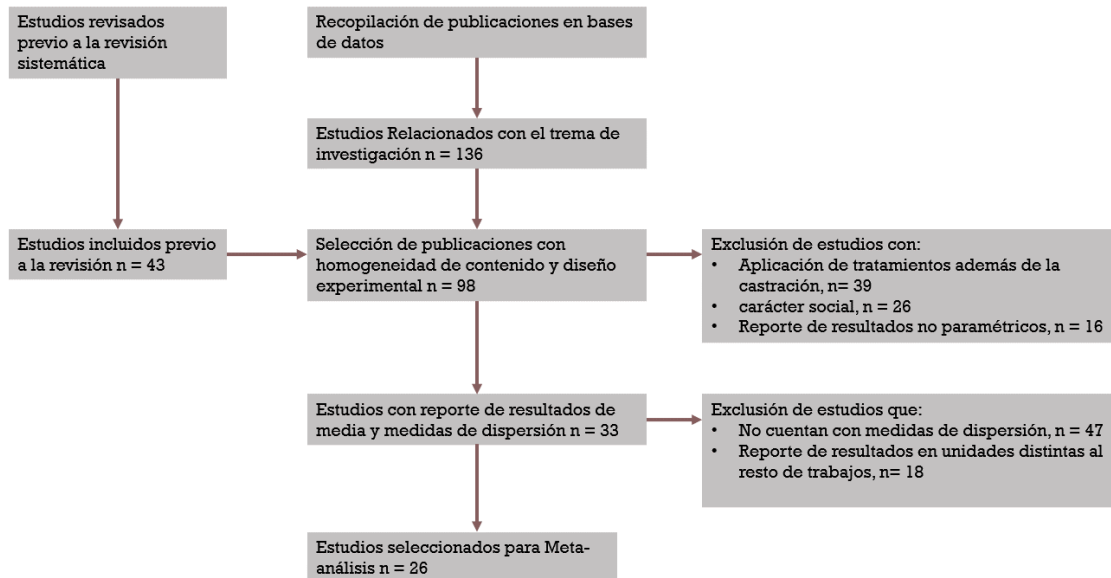 Estudios revisados
previo a la revisión
sistemática
Recopilación de publicaciones en bases
de datos
Estudios Relacionados con el trema de
investigación n = 136
Estudios incluidos previo
a la revisión n = 43
Selección de publicaciones con
homogeneidad de contenido y diseño
experimental n = 98
Exclusión de estudios con:
• Aplicación de tratamientos además de la
castración, n= 39
• carácter social, n = 26
• Reporte de resultados no paramétricos, n = 16
Estudios con reporte de resultados de
media y medidas de dispersión n = 33
Exclusión de estudios que:
• No cuentan con medidas de dispersión, n = 47
• Reporte de resultados en unidades distintas al
resto de trabajos, n= 18
Estudios seleccionados para Meta-
análisis n = 26